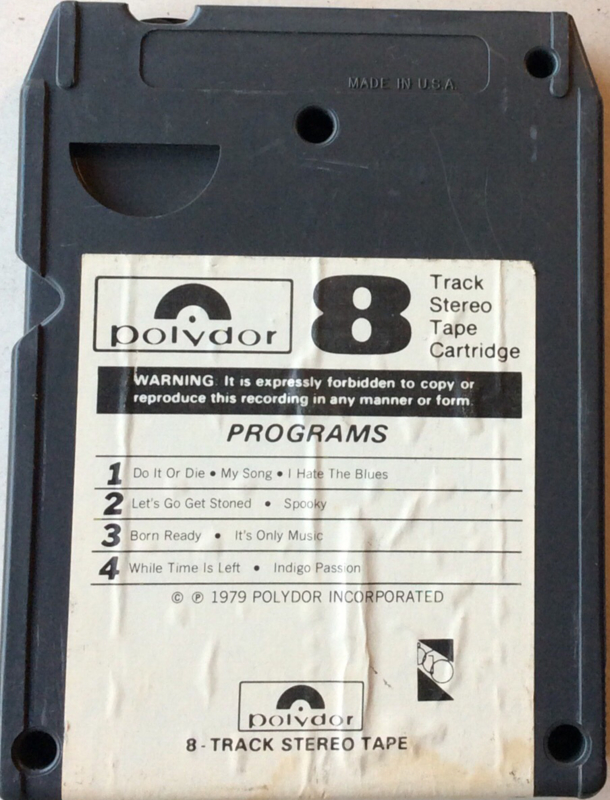 MADE IN U.S.A.
polydor
8 Track
Stereo
Tape
Cartridge
WARNING: It is expressly forbidden to copy or
reproduce this recording in any manner or form.
PROGRAMS
1 Do It Or Die • My Song • I Hate The Blues
2 Let's Go Get Stoned • Spooky
3 Born Ready • It's Only Music
4 While Time Is Left • Indigo Passion
© ℗ 1979 POLYDOR INCORPORATED
polydor
8-TRACK STEREO TAPE